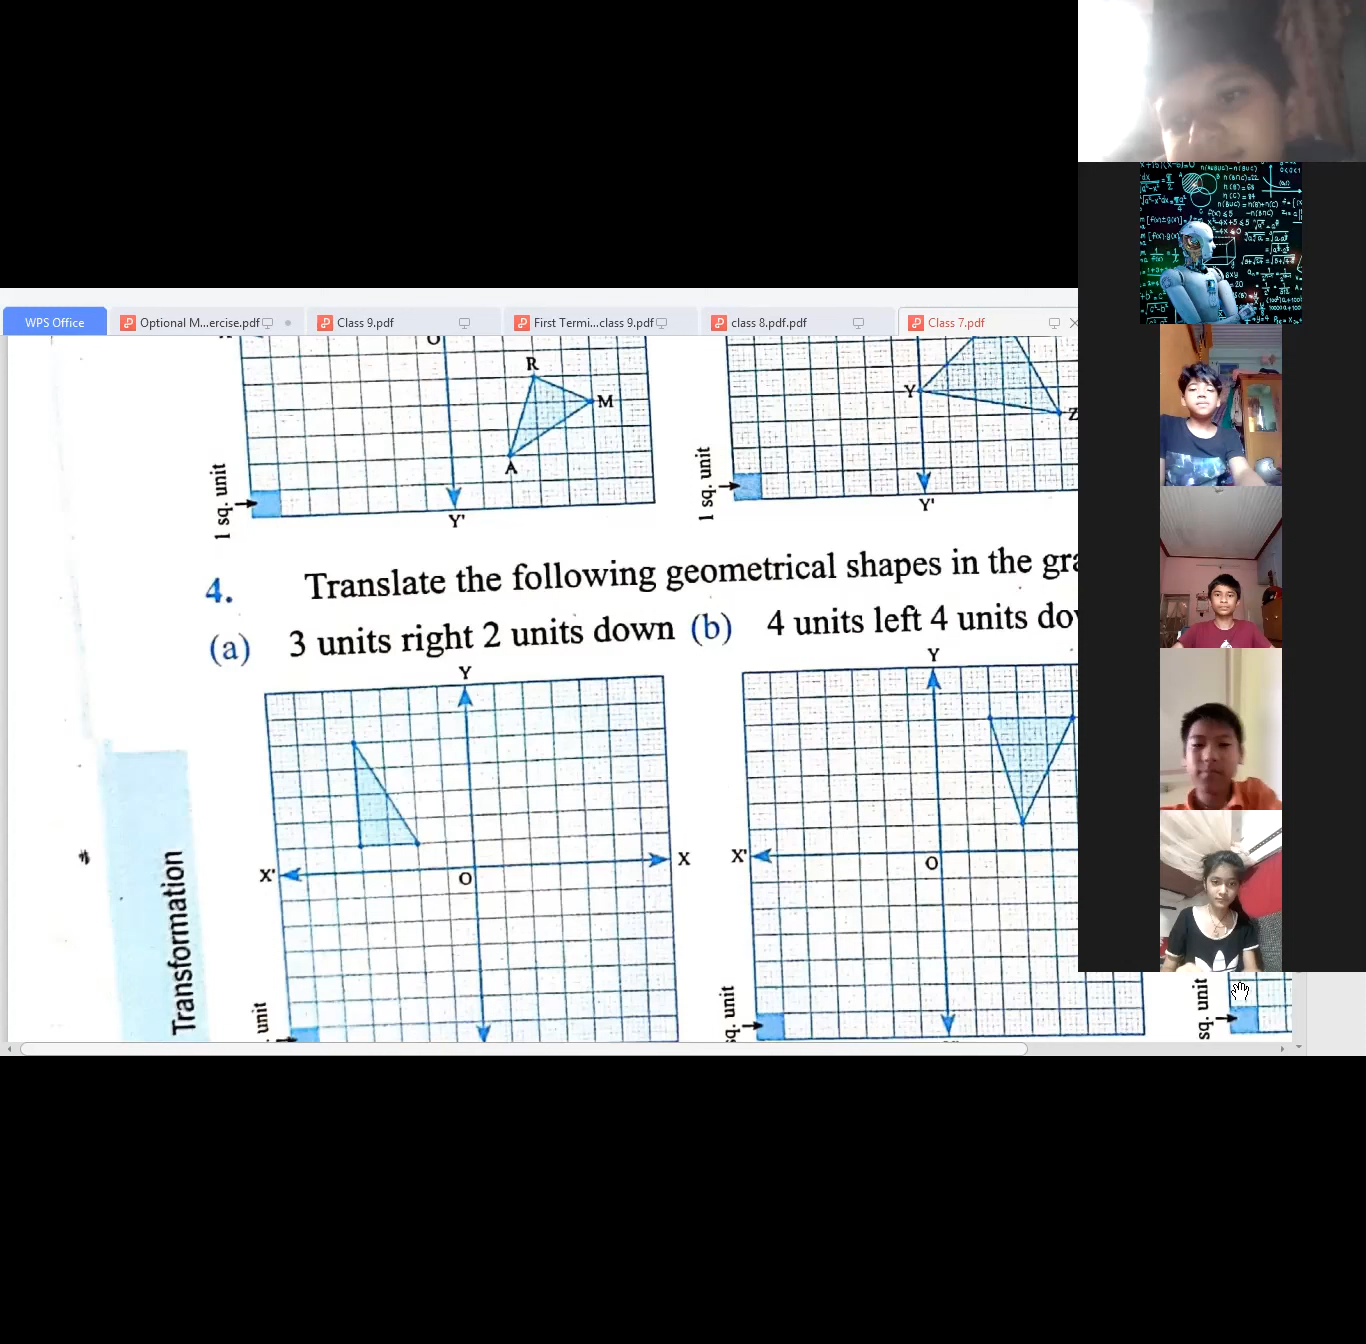 WPS Office
Optional M...ercise.pdf
Class 9.pdf
First Termi...class 9.pdf
class 8.pdf.pdf
Class 7.pdf
O
R
M
A
Y'
1 sq. unit
Y
Z
Y'
1 sq. unit
4. Translate the following geometrical shapes in the gra
(a) 3 units right 2 units down (b) 4 units left 4 units do
Y
X'
X
O
unit
Y
X'
O
sq. unit
sq. unit
Transformation